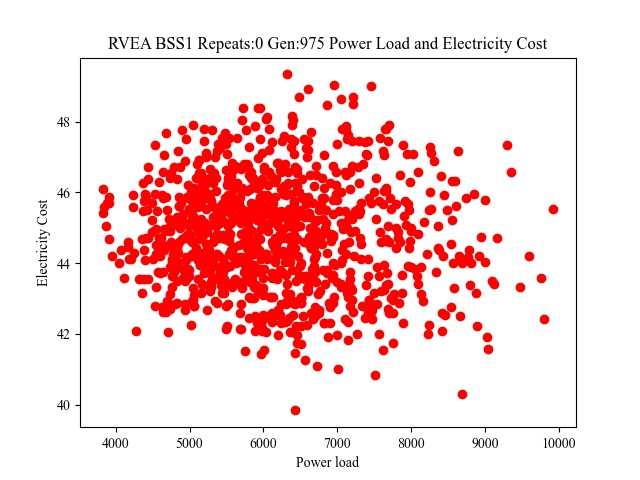 RVEA BSS1 Repeats:0 Gen:975 Power Load and Electricity Cost
48
46
44
42
40
Electricity Cost
4000 5000 6000 7000 8000 9000 10000
Power load